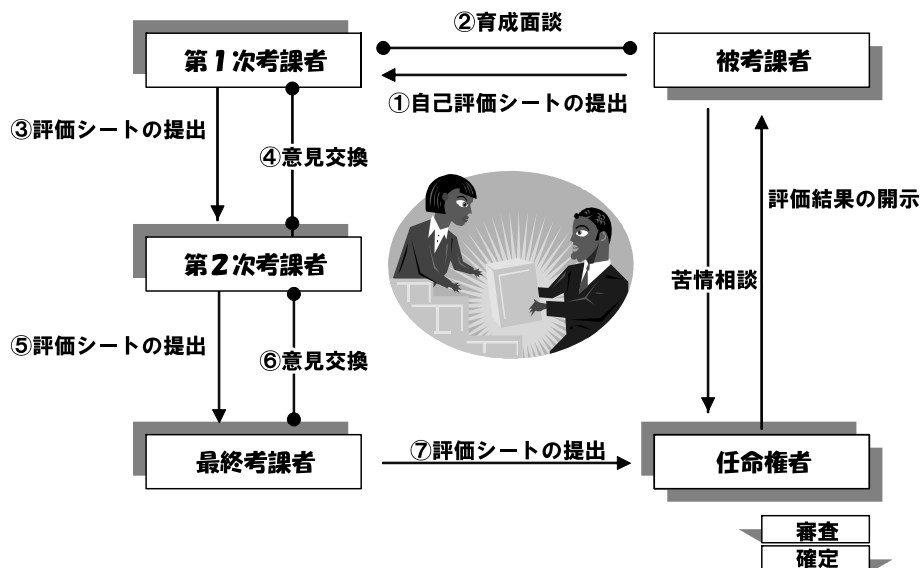 ②育成面談
第1次考課者
被考課者
①自己評価シートの提出
③評価シートの提出
④意見交換
評価結果の開示
第2次考課者
苦情相談
⑤評価シートの提出
⑥意見交換
最終考課者
⑦評価シートの提出
任命権者
審査
確定